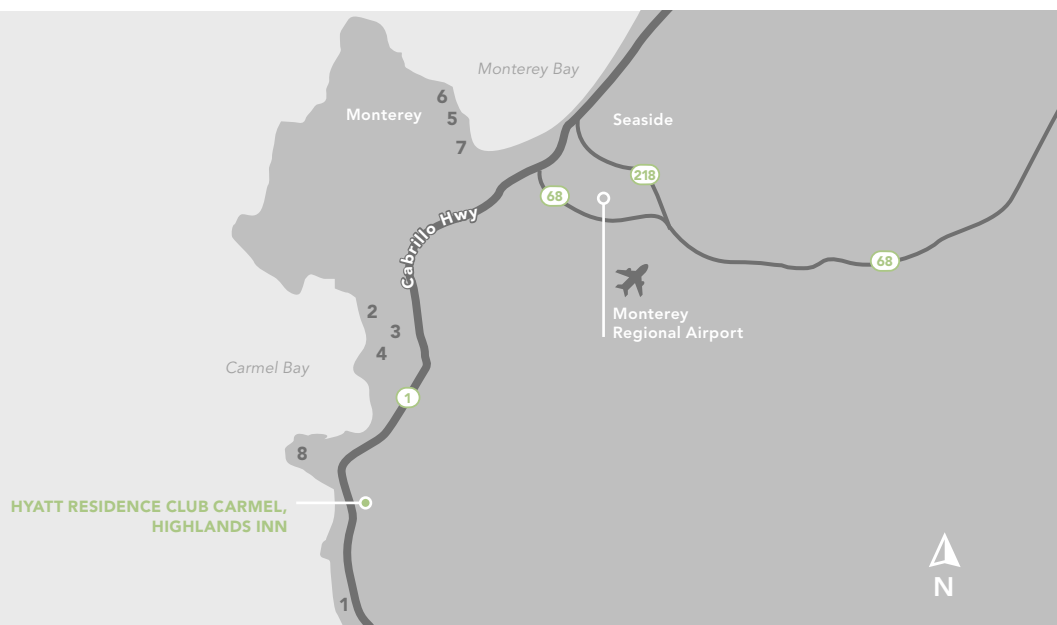 Monterey Bay
6
Monterey
5
Seaside
7
218
68
Cabrillo Hwy
68
2
Monterey
Regional Airport
3
4
Carmel Bay
1
8
HYATT RESIDENCE CLUB CARMEL,
HIGHLANDS INN
N
1